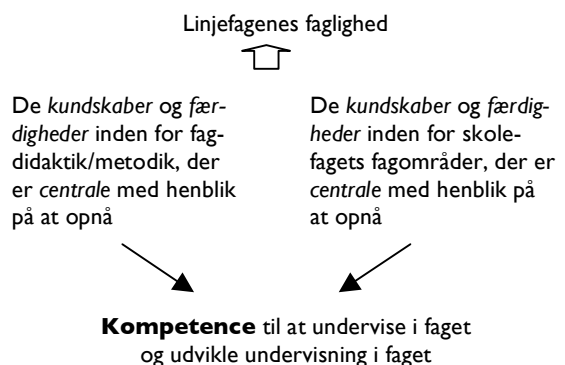 Linjefagenes faglighed
De kundskaber og fær-
digheder inden for fag-
didaktik/metodik, der
er centrale med henblik
på at opnå
De kundskaber og færdig-
heder inden for skole-
fagets fagområder, der er
centrale med henblik på
at opnå
Kompetence til at undervise i faget
og udvikle undervisning i faget